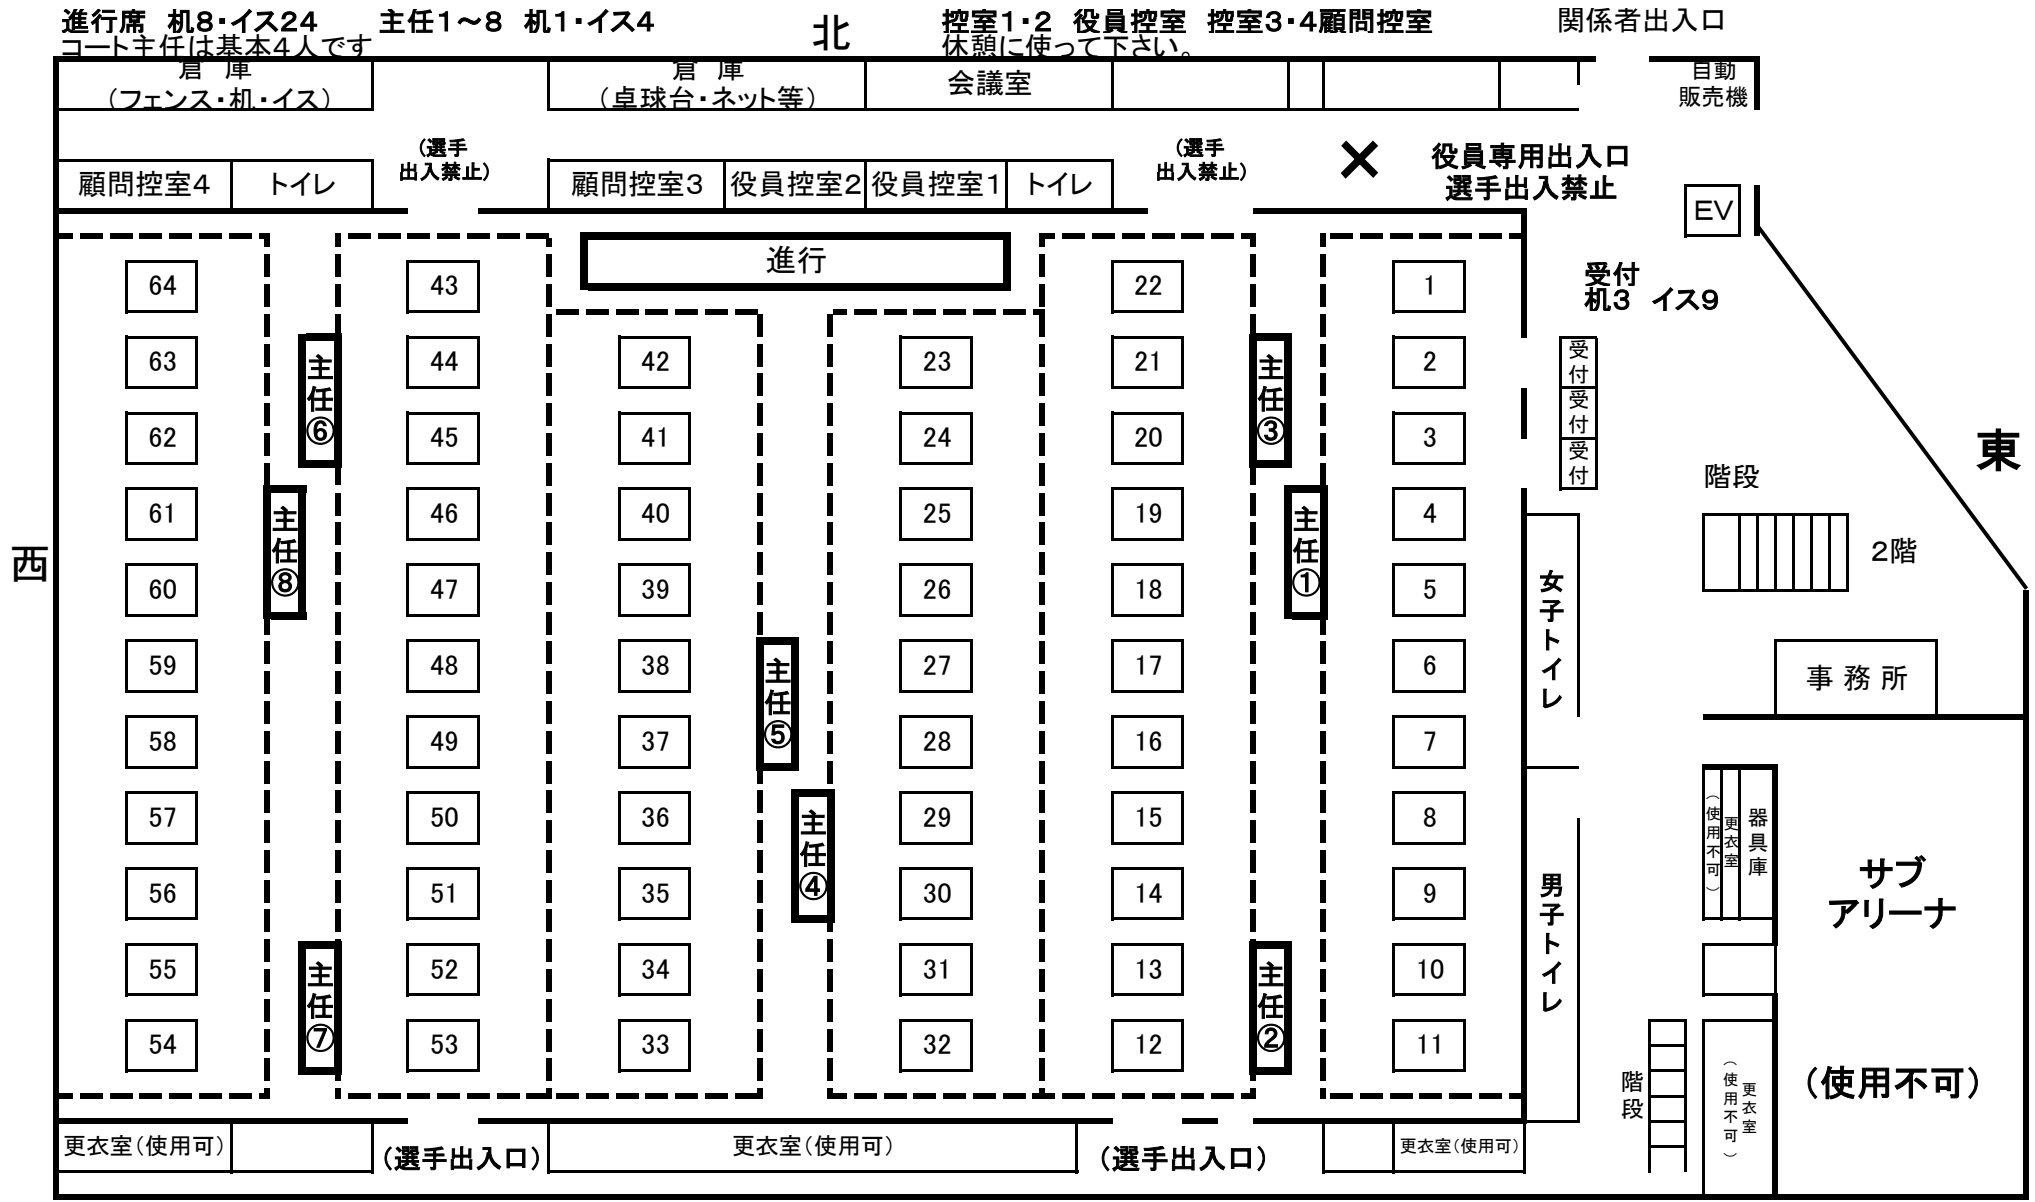 進行席　机８・イス２４　　主任１～８　机１・イス４
コート主任は基本４人です
北
控室１・２　役員控室　控室３・４顧問控室
休憩に使って下さい。
関係者出入口
倉　庫
（フェンス・机・イス）
倉　庫
（卓球台・ネット等）
会議室
自動
販売機
（選手
出入禁止）
（選手
出入禁止）
×
役員専用出入口
選手出入禁止
顧問控室４
トイレ
顧問控室３
役員控室２
役員控室１
トイレ
ＥＶ
進行
受付
机３　イス９
64
43
22
1
63
44
42
23
21
2
62
45
41
24
20
3
61
46
40
25
19
4
60
47
39
26
18
5
59
48
38
27
17
6
58
49
37
28
16
7
57
50
36
29
15
8
56
51
35
30
14
9
55
52
34
31
13
10
54
53
33
32
12
11
主任⑥
主任③
主任⑧
主任①
主任⑤
主任④
主任⑦
主任②
受付
受付
受付
西
東
階段
２階
女子トイレ
事 務 所
男子トイレ
器具庫
更衣室
（使用不可）
サブ
アリーナ
（使用不可）
階段
更衣室
（使用不可）
更衣室（使用可）
（選手出入口）
更衣室（使用可）
（選手出入口）
更衣室（使用可）